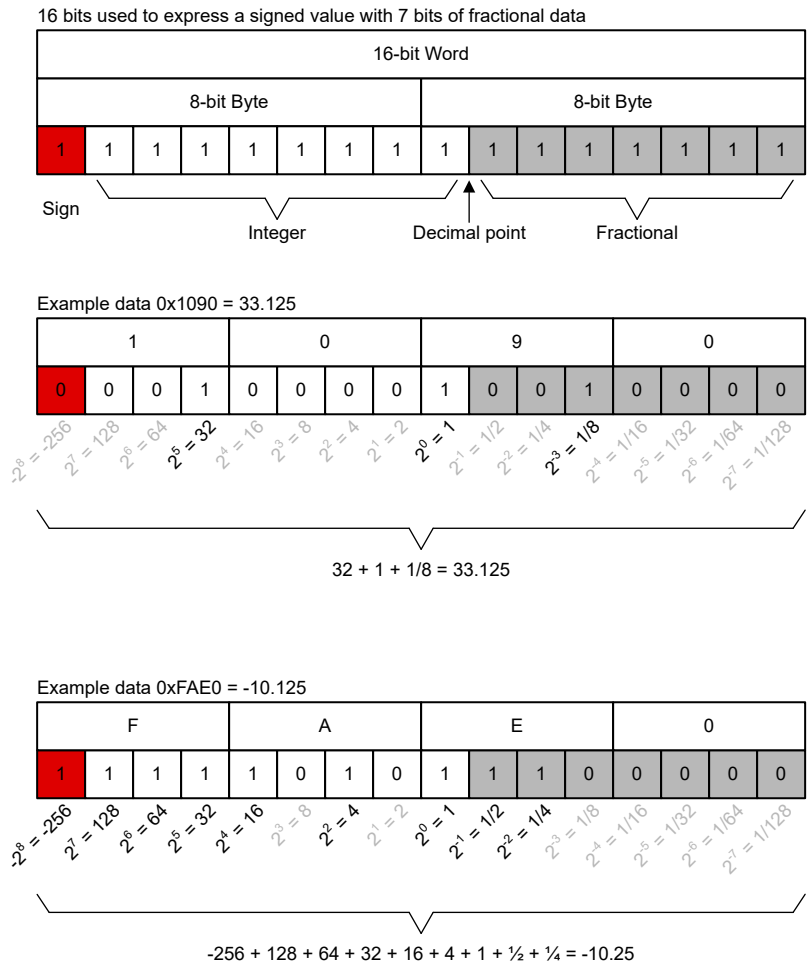 16 bits used to express a signed value with 7 bits of fractional data
16-bit Word
8-bit Byte 8-bit Byte
1 1 1 1 1 1 1 1 1 1 1 1 1 1 1 1
Sign
Integer Decimal point Fractional
Example data 0x1090 = 33.125
1 0 9 0
0 0 0 1 0 0 0 0 1 0 0 1 0 0 0 0
-2⁸ = -256 2⁷ = 128 2⁶ = 64 2⁵ = 32 2⁴ = 16 2³ = 8 2² = 4 2¹ = 2 2⁰ = 1 2⁻¹ = 1/2 2⁻² = 1/4 2⁻³ = 1/8 2⁻⁴ = 1/16 2⁻⁵ = 1/32 2⁻⁶ = 1/64 2⁻⁷ = 1/128
32 + 1 + 1/8 = 33.125
Example data 0xFAE0 = -10.125
F A E 0
1 1 1 1 1 0 1 0 1 1 1 0 0 0 0 0
-2⁸ = -256 2⁷ = 128 2⁶ = 64 2⁵ = 32 2⁴ = 16 2³ = 8 2² = 4 2¹ = 2 2⁰ = 1 2⁻¹ = 1/2 2⁻² = 1/4 2⁻³ = 1/8 2⁻⁴ = 1/16 2⁻⁵ = 1/32 2⁻⁶ = 1/64 2⁻⁷ = 1/128
-256 + 128 + 64 + 32 + 16 + 4 + 1 + ½ + ¼ = -10.25